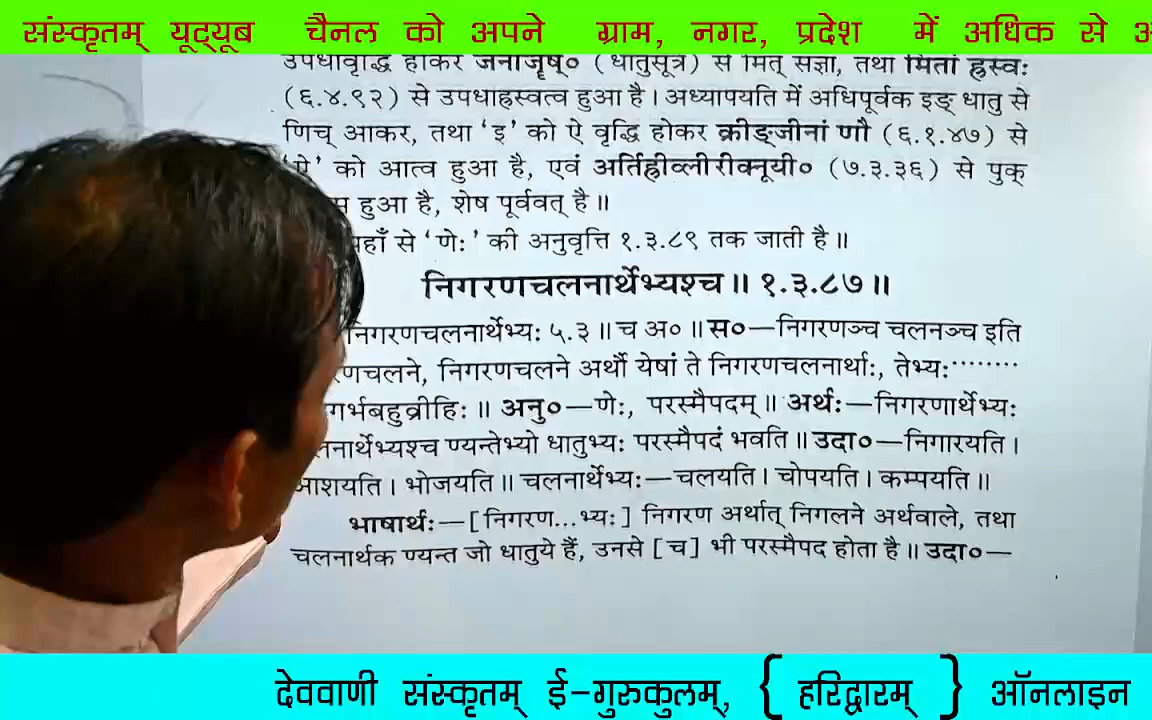 संस्कृतम् यूट्यूब चैनल को अपने ग्राम, नगर, प्रदेश में अधिक से
उपधावृद्धि होकर जनीजॄष्० (धातुसूत्र) से मित् संज्ञा, तथा मितां ह्रस्वः
(६.४.९२) से उपधाह्रस्वत्व हुआ है। अध्यापयति में अधिपूर्वक इङ् धातु से
णिच् आकर, तथा ‘इ’ को ऐ वृद्धि होकर क्रीङ्जीनां णौ (६.१.४७) से
‘ऐ’ को आत्व हुआ है, एवं अर्तिह्रीव्लीरीक्नूयी० (७.३.३६) से पुक्
हुआ है, शेष पूर्ववत् है॥
यहाँ से ‘णेः’ की अनुवृत्ति १.३.८९ तक जाती है॥
निगरणचलनार्थेभ्यश्च॥ १.३.८७॥
निगरणचलनार्थेभ्यः ५.३॥ च अ०॥ स०—निगरणञ्च चलनञ्च इति
रणचलने, निगरणचलने अर्थौ येषां ते निगरणचलनार्थाः, तेभ्यः········
गर्भबहुव्रीहिः॥ अनु०—णेः, परस्मैपदम्॥ अर्थः—निगरणार्थेभ्यः
लनार्थेभ्यश्च ण्यन्तेभ्यो धातुभ्यः परस्मैपदं भवति॥ उदा०—निगारयति।
आशयति। भोजयति॥ चलनार्थेभ्यः—चलयति। चोपयति। कम्पयति॥
भाषार्थः—[निगरण...भ्यः] निगरण अर्थात् निगलने अर्थवाले, तथा
चलनार्थक ण्यन्त जो धातुये हैं, उनसे [च] भी परस्मैपद होता है॥ उदा०—
देववाणी संस्कृतम् ई-गुरुकुलम्, { हरिद्वारम् } ऑनलाइन